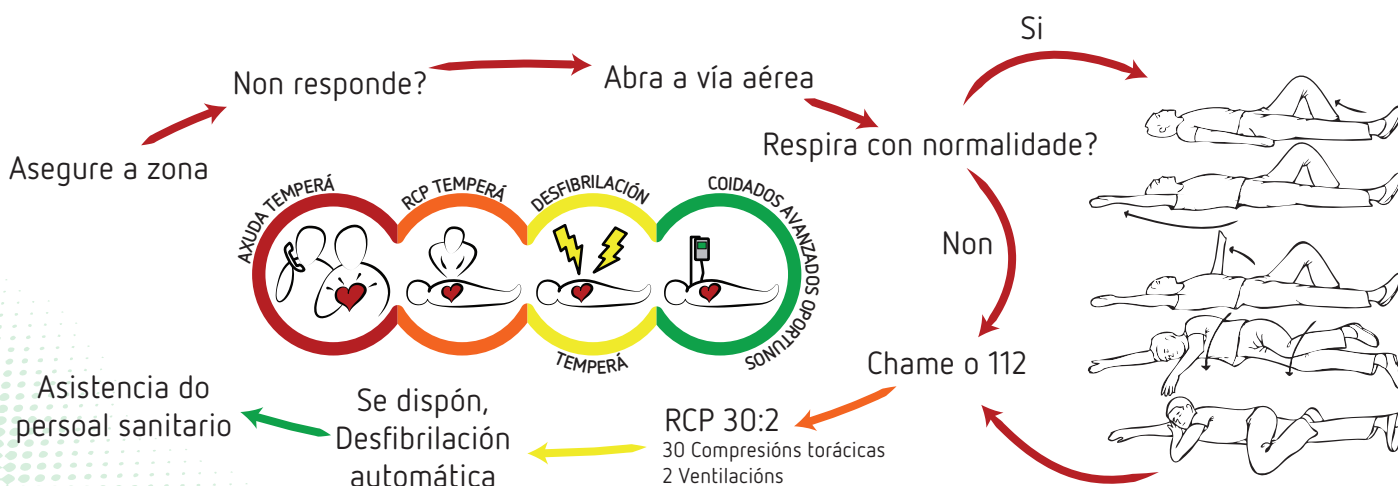 Asegure a zona
Non responde?
Abra a vía aérea
Respira con normalidade?
Si
Non
Chame o 112
RCP 30:2
30 Compresións torácicas
2 Ventilacións
Se dispón,
Desfibrilación
automática
Asistencia do
persoal sanitario
AXUDA TEMPERÁ
RCP TEMPERÁ
DESFIBRILACIÓN
TEMPERÁ
COIDADOS AVANZADOS OPORTUNOS